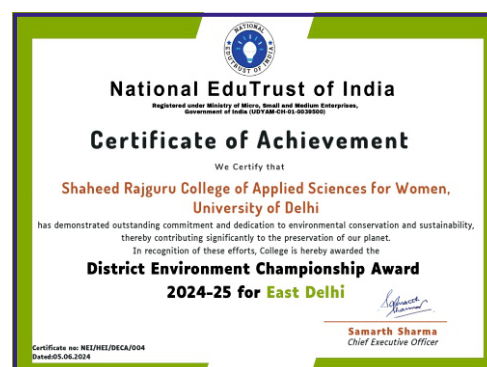 NATIONAL
EDUTRUST OF INDIA
National EduTrust of India
Registered under Ministry of Micro, Small and Medium Enterprises,
Government of India (UDYAM-CH-01-0039500)
Certificate of Achievement
We Certify that
Shaheed Rajguru College of Applied Sciences for Women,
University of Delhi
has demonstrated outstanding commitment and dedication to environmental conservation and sustainability,
thereby contributing significantly to the preservation of our planet.
In recognition of these efforts, College is hereby awarded the
District Environment Championship Award
2024-25 for East Delhi
Samarth
Sharma
Samarth Sharma
Chief Executive Officer
Certificate no: NEI/HEI/DECA/004
Dated:05.06.2024